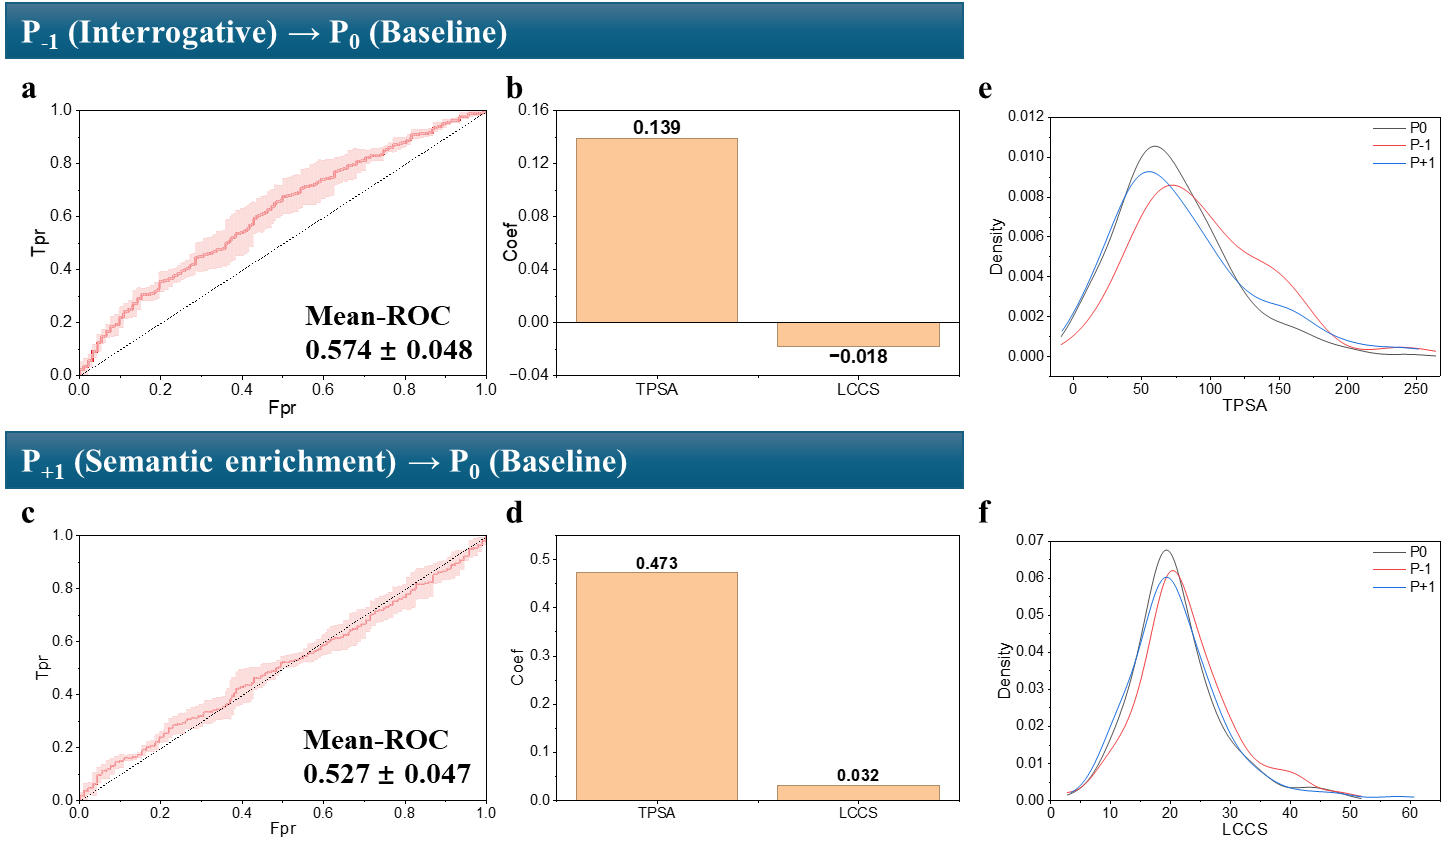 P-1 (Interrogative) → P0 (Baseline)
a
1.0
0.8
0.6
0.4
0.2
0.0
Tpr
0.0 0.2 0.4 0.6 0.8 1.0
Fpr
Mean-ROC
0.574 ± 0.048
b
0.16
0.12
0.08
0.04
0.00
−0.04
Coef
0.139
−0.018
TPSA LCCS
e
0.012
0.010
0.008
0.006
0.004
0.002
0.000
Density
P0
P-1
P+1
0 50 100 150 200 250
TPSA
P+1 (Semantic enrichment) → P0 (Baseline)
c
1.0
0.8
0.6
0.4
0.2
0.0
Tpr
0.0 0.2 0.4 0.6 0.8 1.0
Fpr
Mean-ROC
0.527 ± 0.047
d
0.5
0.4
0.3
0.2
0.1
0.0
Coef
0.473
0.032
TPSA LCCS
f
0.07
0.06
0.05
0.04
0.03
0.02
0.01
0.00
Density
P0
P-1
P+1
0 10 20 30 40 50 60
LCCS